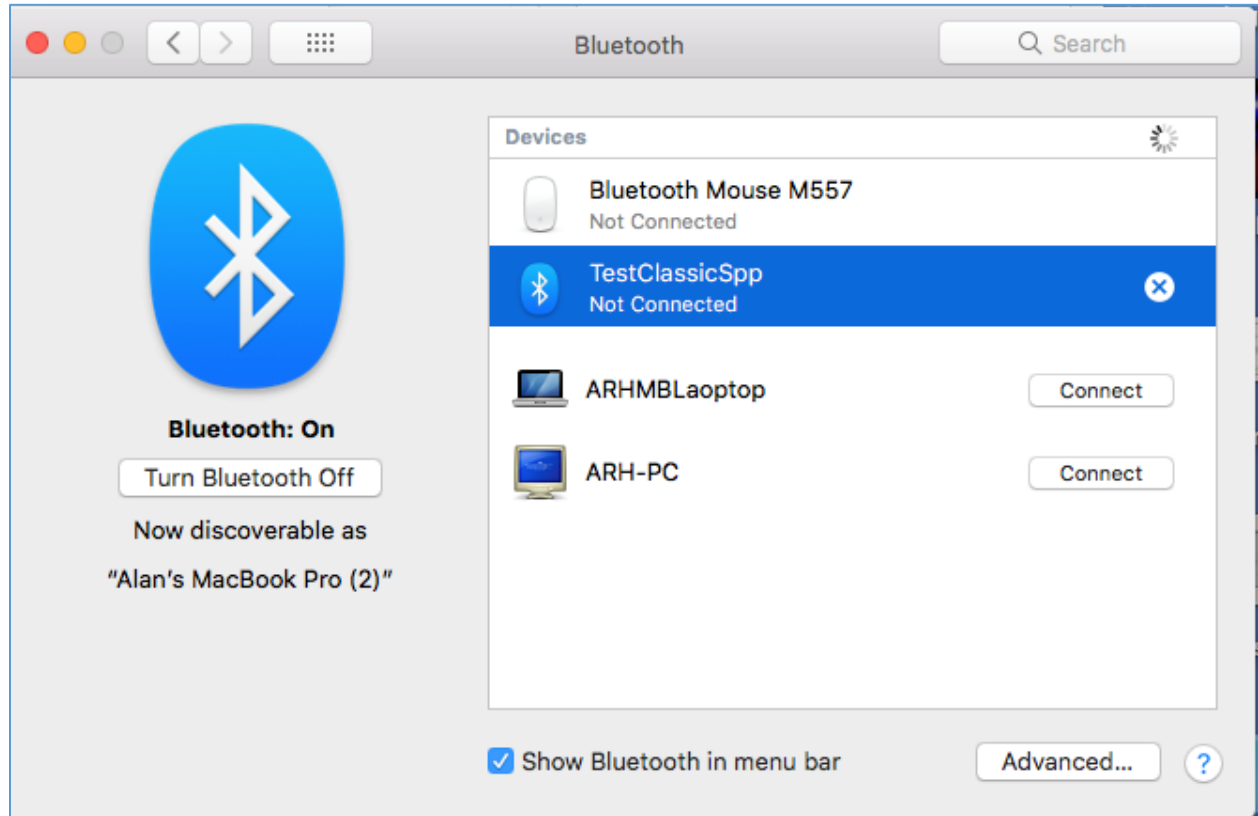 Bluetooth
Search
Devices
Bluetooth Mouse M557
Not Connected
TestClassicSpp
Not Connected
ARHMBLaoptop
Connect
ARH-PC
Connect
Bluetooth: On
Turn Bluetooth Off
Now discoverable as
“Alan's MacBook Pro (2)”
Show Bluetooth in menu bar
Advanced...
?